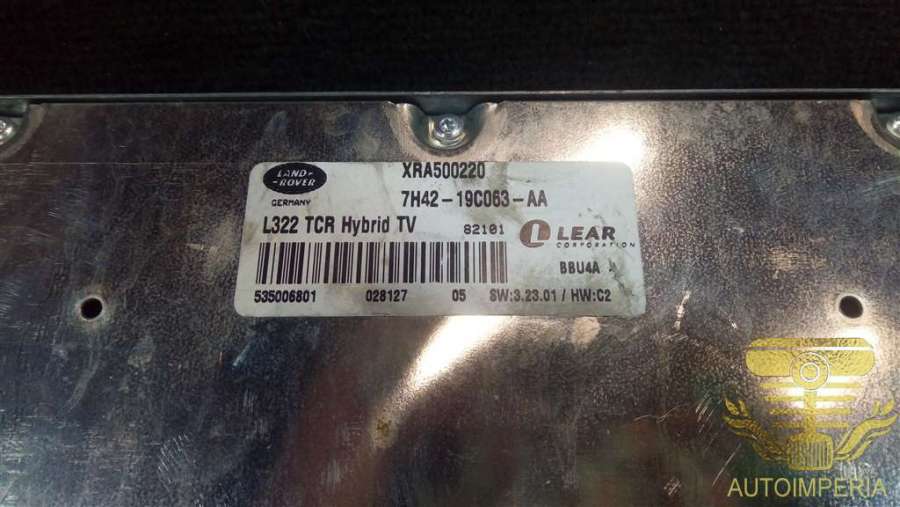 LAND-
-ROVER
GERMANY
XRA500220
7H42-19C063-AA
L322 TCR Hybrid TV
82101
LEAR
CORPORATION
BBU4A
535006801 028127 05 SW:3.23.01 / HW:C2
AUTOIMPERIA